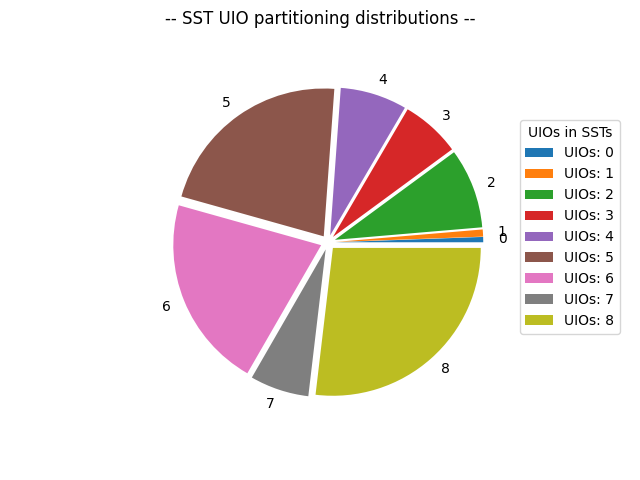 -- SST UIO partitioning distributions --
4
5
3
2
1
0
6
8
7
UIOs in SSTs
UIOs: 0
UIOs: 1
UIOs: 2
UIOs: 3
UIOs: 4
UIOs: 5
UIOs: 6
UIOs: 7
UIOs: 8